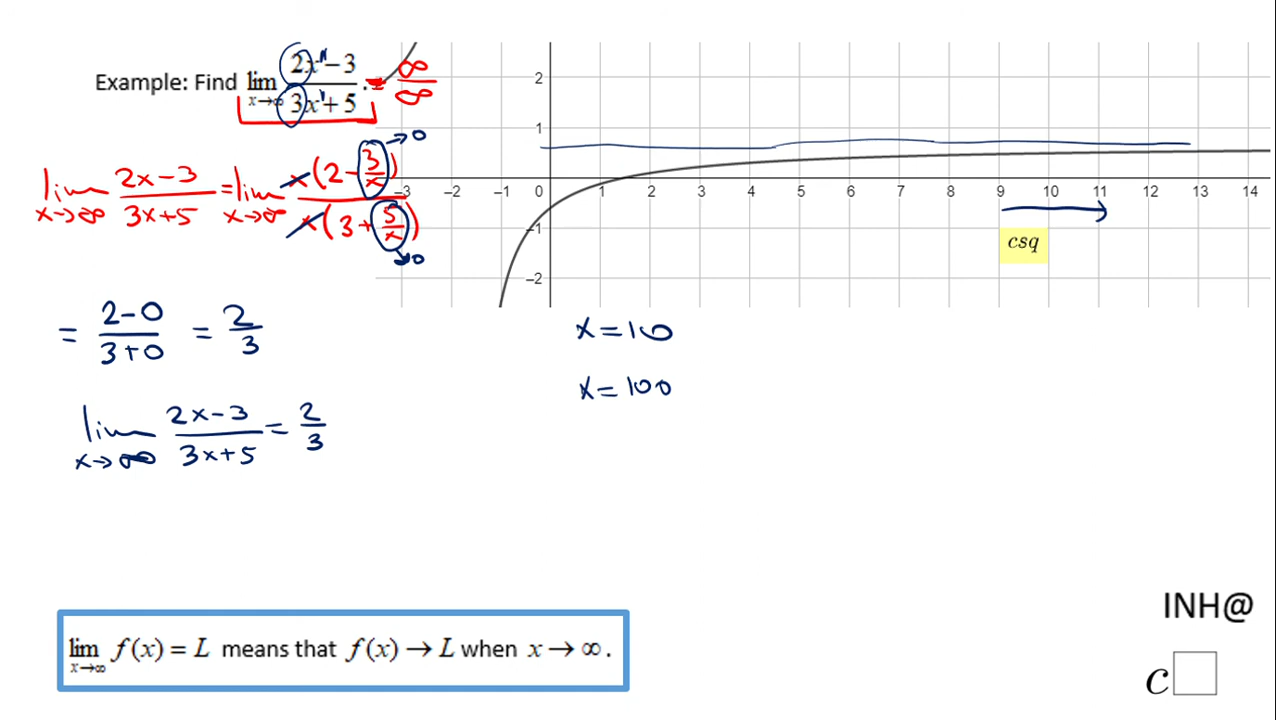 Example: Find lim x→∞ (2x¹ − 3)/(3x¹ + 5). = ∞/∞
lim x→∞ (2x−3)/(3x+5) = lim x→∞ x(2 − 3/x)/x(3 + 5/x)
→0
→0
= (2−0)/(3+0) = 2/3
lim x→∞ (2x−3)/(3x+5) = 2/3
2
1
−3 −2 −1 0 1 2 3 4 5 6 7 8 9 10 11 12 13 14
−1
−2
csq
x=10
x=100
lim x→∞ f(x) = L means that f(x) → L when x → ∞.
INH@
c